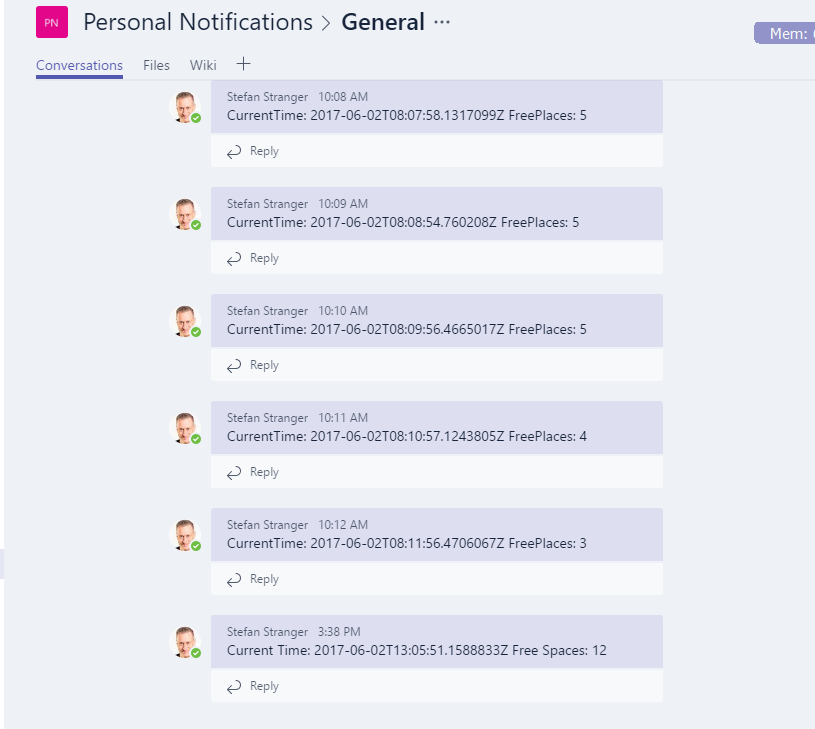 PN Personal Notifications > General ···
Mem:
Conversations Files Wiki +
Stefan Stranger 10:08 AM
CurrentTime: 2017-06-02T08:07:58.1317099Z FreePlaces: 5
Reply
Stefan Stranger 10:09 AM
CurrentTime: 2017-06-02T08:08:54.760208Z FreePlaces: 5
Reply
Stefan Stranger 10:10 AM
CurrentTime: 2017-06-02T08:09:56.4665017Z FreePlaces: 5
Reply
Stefan Stranger 10:11 AM
CurrentTime: 2017-06-02T08:10:57.1243805Z FreePlaces: 4
Reply
Stefan Stranger 10:12 AM
CurrentTime: 2017-06-02T08:11:56.4706067Z FreePlaces: 3
Reply
Stefan Stranger 3:38 PM
Current Time: 2017-06-02T13:05:51.1588833Z Free Spaces: 12
Reply